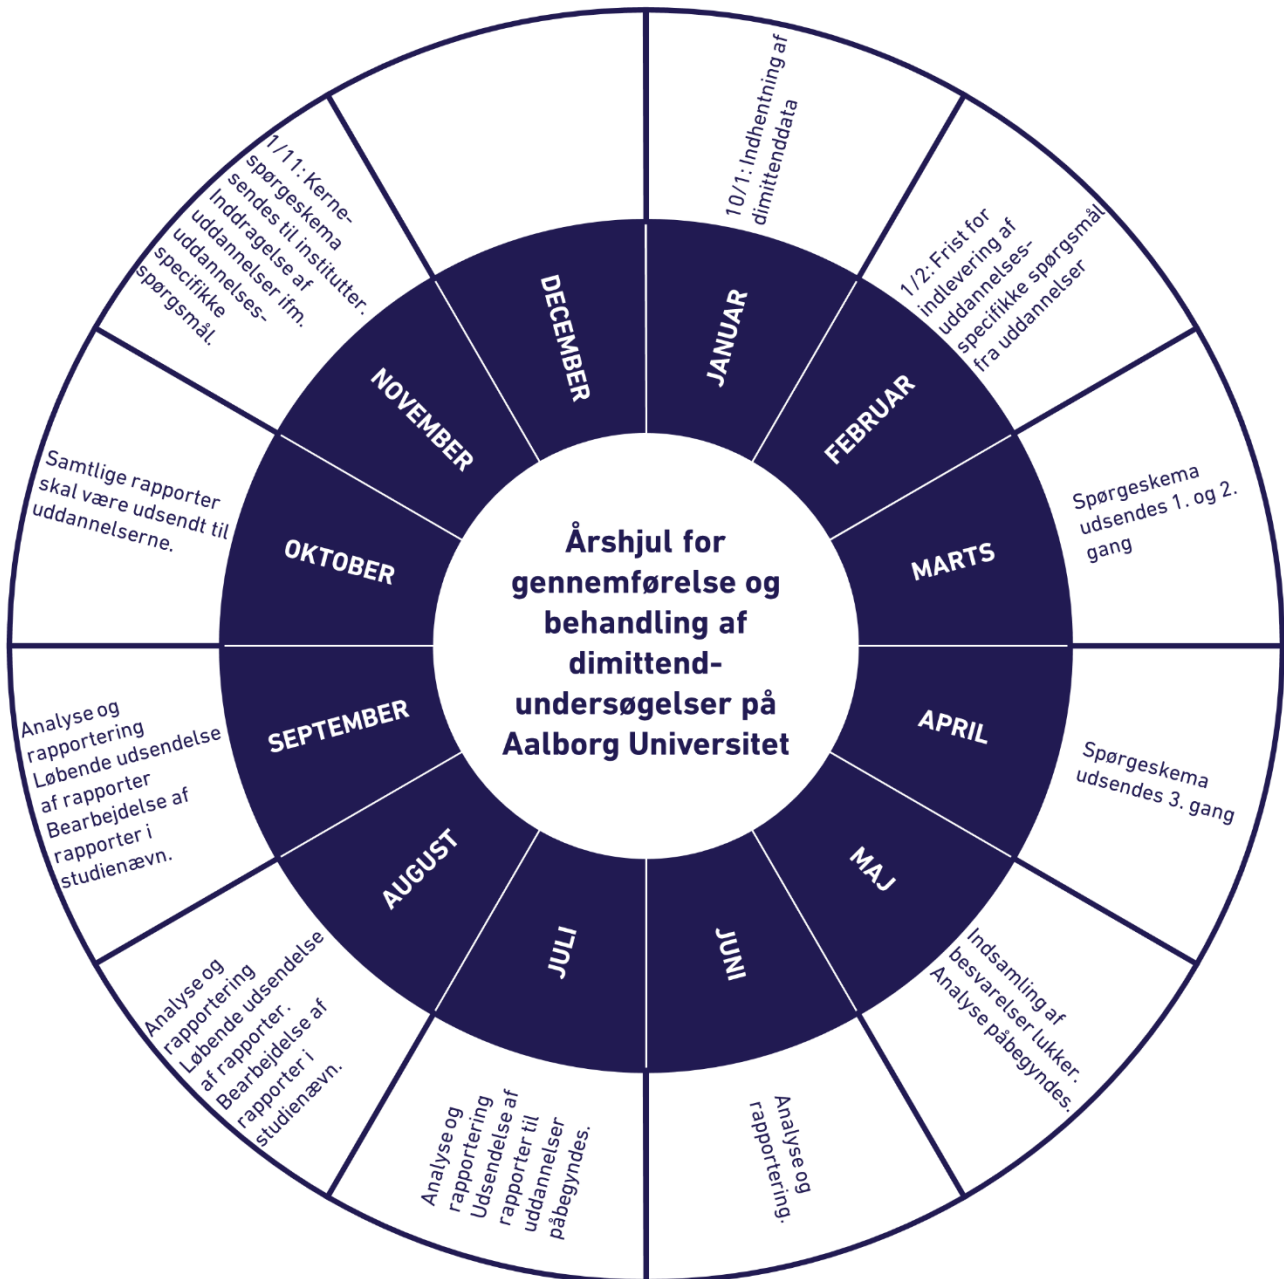 Årshjul for
gennemførelse og
behandling af
dimittend-
undersøgelser på
Aalborg Universitet
JANUAR
10/1: Indhentning af
dimittenddata
FEBRUAR
1/2: Frist for
indlevering af
uddannelses-
specifikke spørgsmål
fra uddannelser
MARTS
Spørgeskema
udsendes 1. og 2.
gang
APRIL
Spørgeskema
udsendes 3. gang
MAJ
Indsamling af
besvarelser lukker.
Analyse påbegyndes.
JUNI
Analyse og
rapportering.
JULI
Analyse og
rapportering
Udsendelse af
rapporter til
uddannelser
påbegyndes.
AUGUST
Analyse og
rapportering
Løbende udsendelse
af rapporter.
Bearbejdelse af
rapporter i
studienævn.
SEPTEMBER
Analyse og
rapportering
Løbende udsendelse
af rapporter
Bearbejdelse af
rapporter i
studienævn.
OKTOBER
Samtlige rapporter
skal være udsendt til
uddannelserne.
NOVEMBER
1/11: Kerne-
spørgeskema
sendes til institutter.
Inddragelse af
uddannelser ifm.
uddannelses-
specifikke
spørgsmål.
DECEMBER